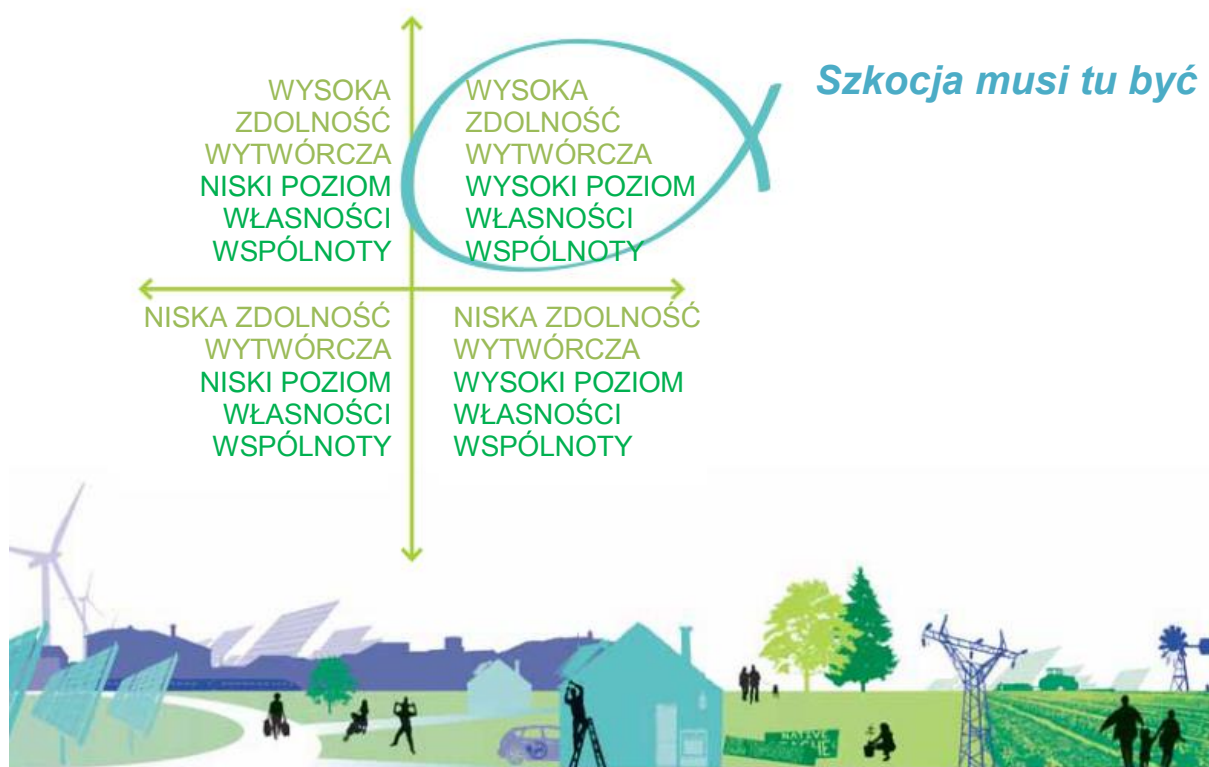 Szkocja musi tu być
WYSOKA
ZDOLNOŚĆ
WYTWÓRCZA
NISKI POZIOM
WŁASNOŚCI
WSPÓLNOTY
WYSOKA
ZDOLNOŚĆ
WYTWÓRCZA
WYSOKI POZIOM
WŁASNOŚCI
WSPÓLNOTY
NISKA ZDOLNOŚĆ
WYTWÓRCZA
NISKI POZIOM
WŁASNOŚCI
WSPÓLNOTY
NISKA ZDOLNOŚĆ
WYTWÓRCZA
WYSOKI POZIOM
WŁASNOŚCI
WSPÓLNOTY
NATIVE